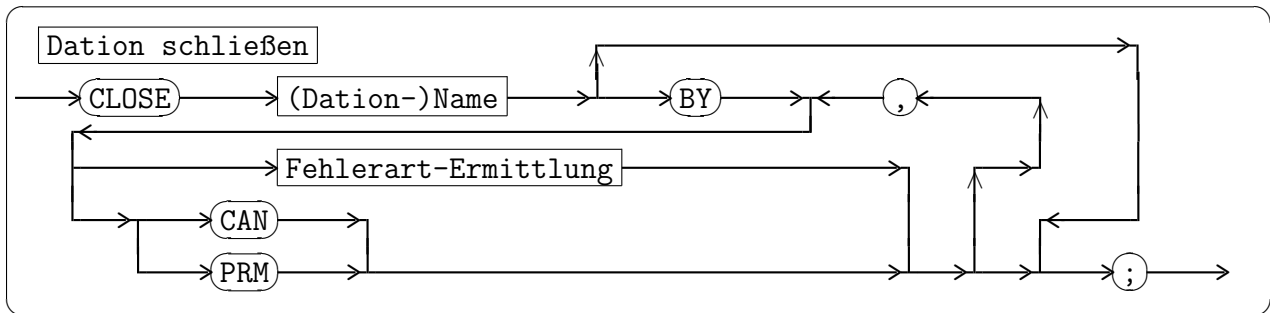 Dation schließen
CLOSE (Dation-)Name BY ,
Fehlerart-Ermittlung
CAN
PRM ;